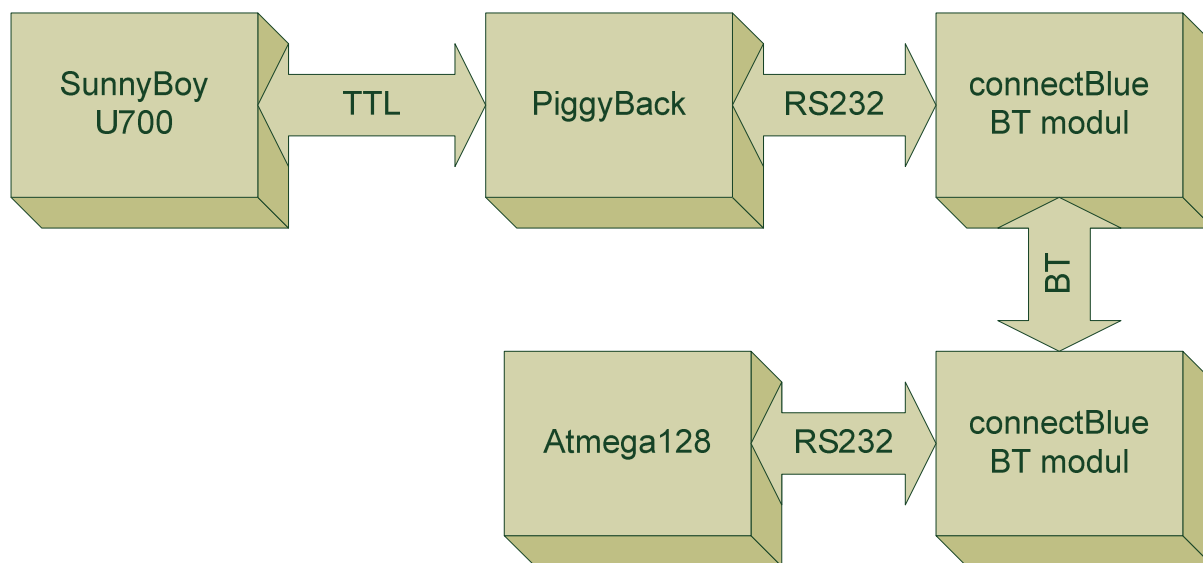 SunnyBoy
U700
TTL
PiggyBack
RS232
connectBlue
BT modul
BT
Atmega128
RS232
connectBlue
BT modul